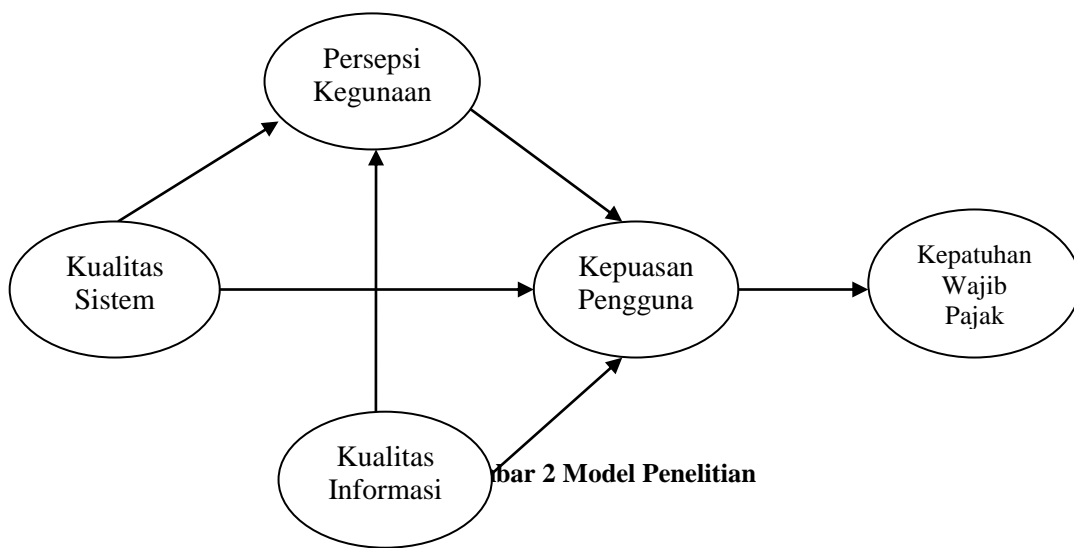 Persepsi
Kegunaan
Kualitas
Sistem
Kepuasan
Pengguna
Kepatuhan
Wajib
Pajak
Kualitas
Informasi
bar 2 Model Penelitian